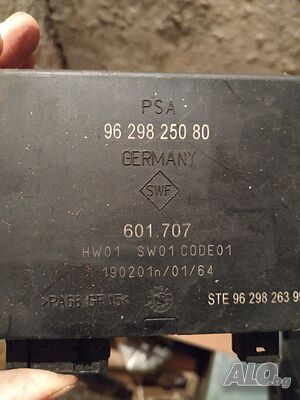 PSA
96 298 250 80
GERMANY
SWF
601.707
HW01 SW01 CODE01
190201n/01/64
>PA66 GF15<
STE 96 298 263 9
ALO.bg